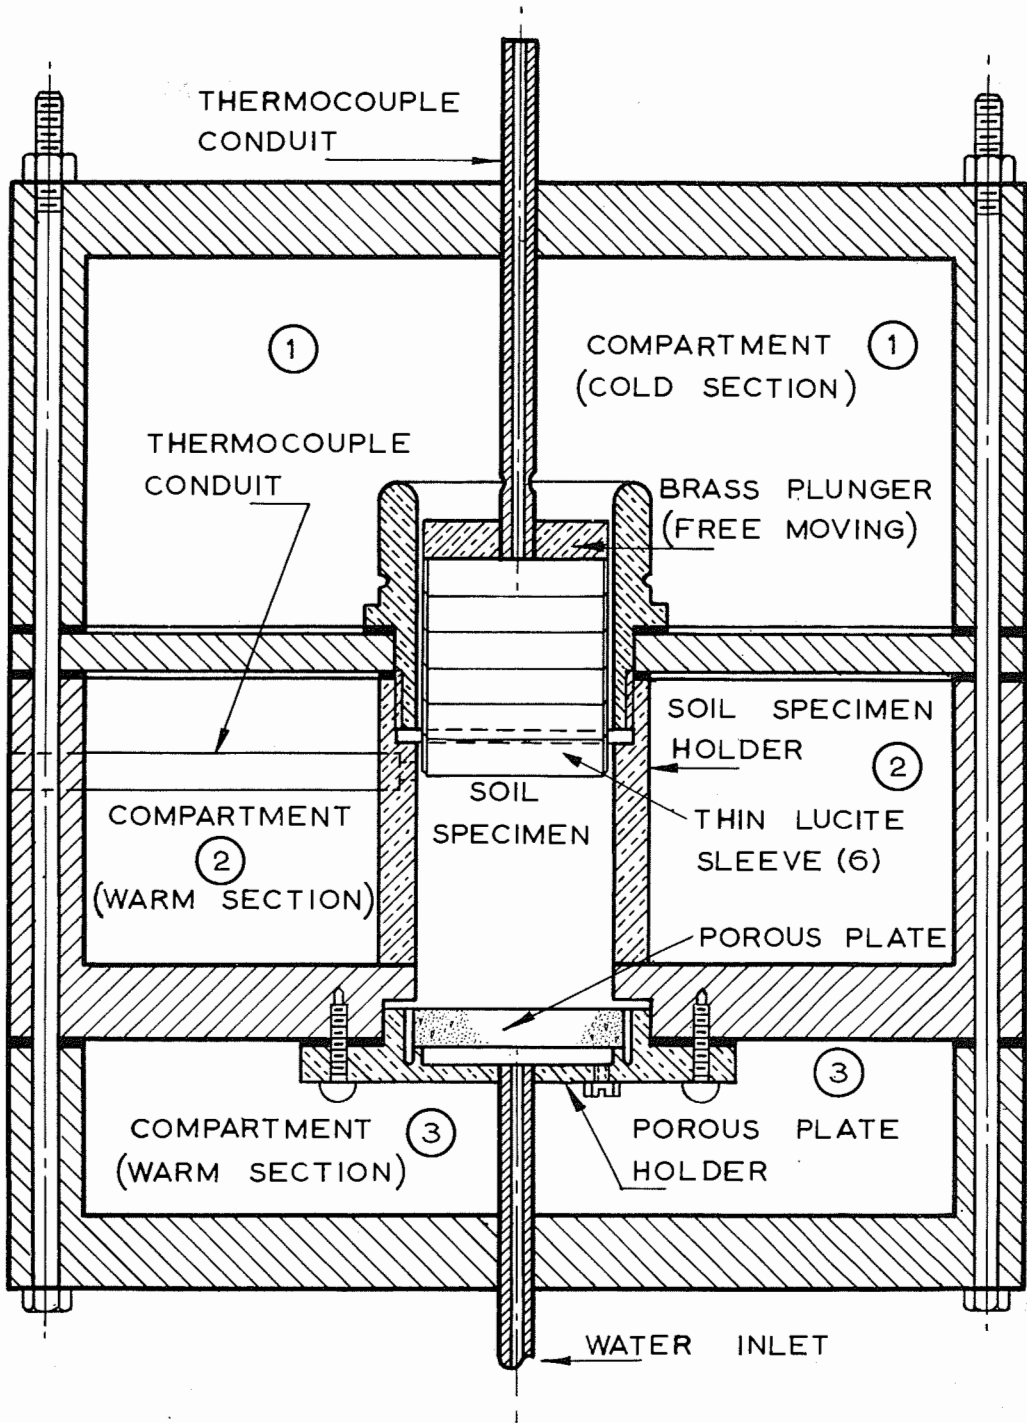 THERMOCOUPLE
CONDUIT
1
COMPARTMENT 1
(COLD SECTION)
THERMOCOUPLE
CONDUIT
BRASS PLUNGER
(FREE MOVING)
SOIL SPECIMEN
HOLDER
2
SOIL
SPECIMEN
COMPARTMENT
2
(WARM SECTION)
THIN LUCITE
SLEEVE (6)
POROUS PLATE
3
COMPARTMENT 3
(WARM SECTION)
POROUS PLATE
HOLDER
WATER INLET